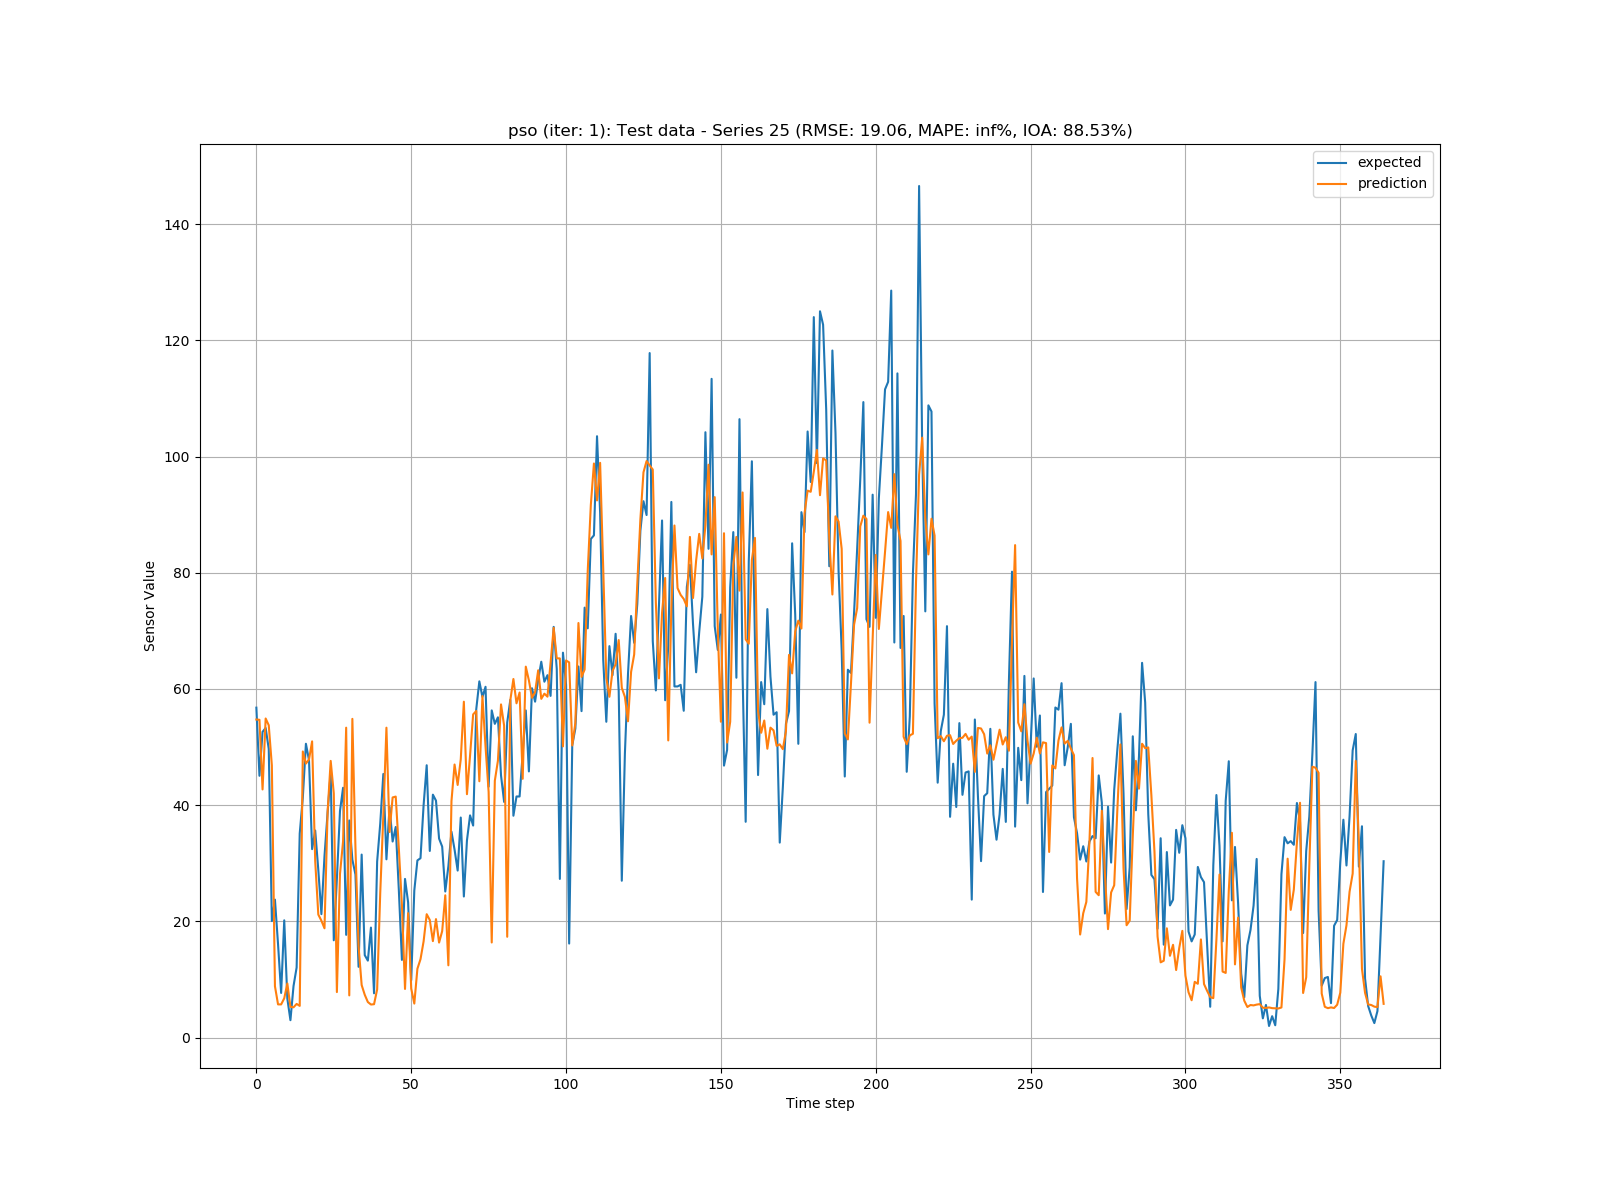 pso (iter: 1): Test data - Series 25 (RMSE: 19.06, MAPE: inf%, IOA: 88.53%)
expected
prediction
140
120
100
80
60
40
20
0
Sensor Value
0 50 100 150 200 250 300 350
Time step